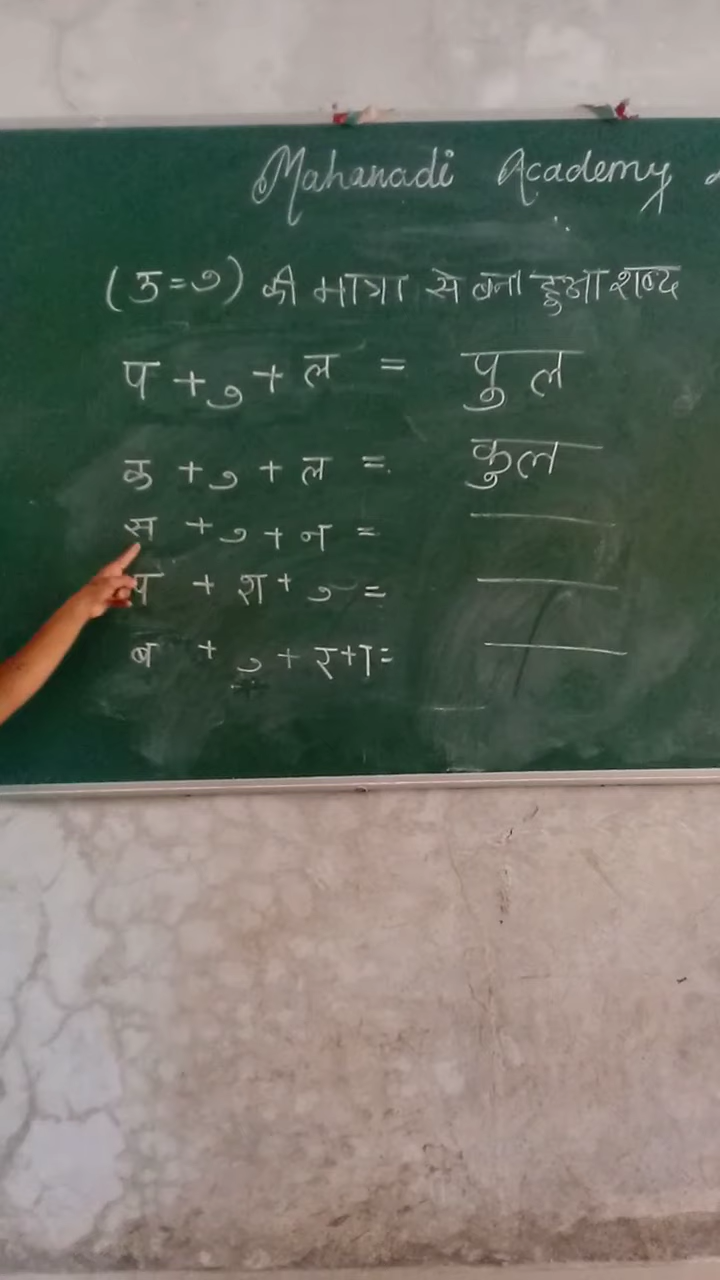 Mahanadi Academy
(उ=ु) की मात्रा से बना हुआ शब्द
प + ु + ल = पुल
क + ु + ल = कुल
स + ु + न =
प + श + ु =
ब + ु + र + ा =